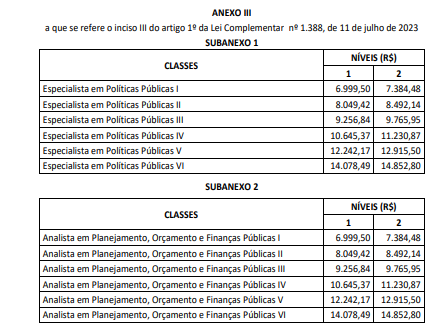 ANEXO III
a que se refere o inciso III do artigo 1º da Lei Complementar nº 1.388, de 11 de julho de 2023
SUBANEXO 1
CLASSES NÍVEIS (R$)
1 2
Especialista em Políticas Públicas I 6.999,50 7.384,48
Especialista em Políticas Públicas II 8.049,42 8.492,14
Especialista em Políticas Públicas III 9.256,84 9.765,95
Especialista em Políticas Públicas IV 10.645,37 11.230,87
Especialista em Políticas Públicas V 12.242,17 12.915,50
Especialista em Políticas Públicas VI 14.078,49 14.852,80
SUBANEXO 2
CLASSES NÍVEIS (R$)
1 2
Analista em Planejamento, Orçamento e Finanças Públicas I 6.999,50 7.384,48
Analista em Planejamento, Orçamento e Finanças Públicas II 8.049,42 8.492,14
Analista em Planejamento, Orçamento e Finanças Públicas III 9.256,84 9.765,95
Analista em Planejamento, Orçamento e Finanças Públicas IV 10.645,37 11.230,87
Analista em Planejamento, Orçamento e Finanças Públicas V 12.242,17 12.915,50
Analista em Planejamento, Orçamento e Finanças Públicas VI 14.078,49 14.852,80